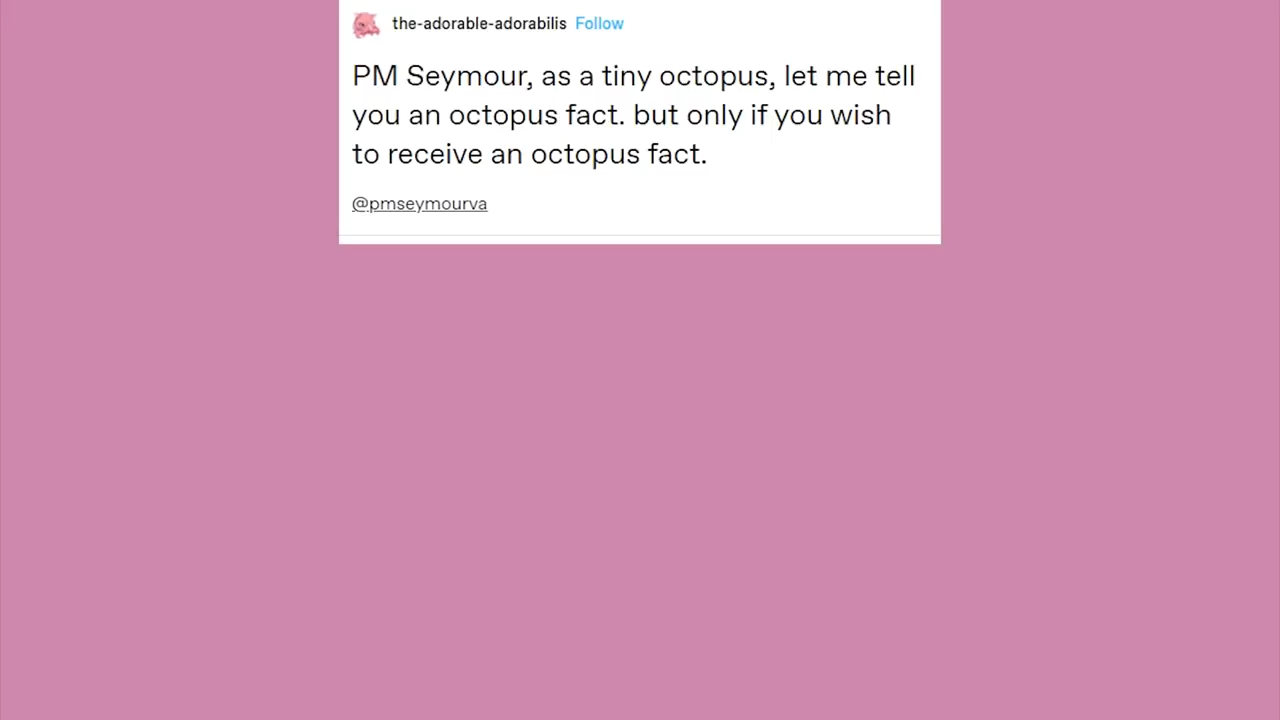 the-adorable-adorabilis Follow
PM Seymour, as a tiny octopus, let me tell
you an octopus fact. but only if you wish
to receive an octopus fact.
@pmseymourva